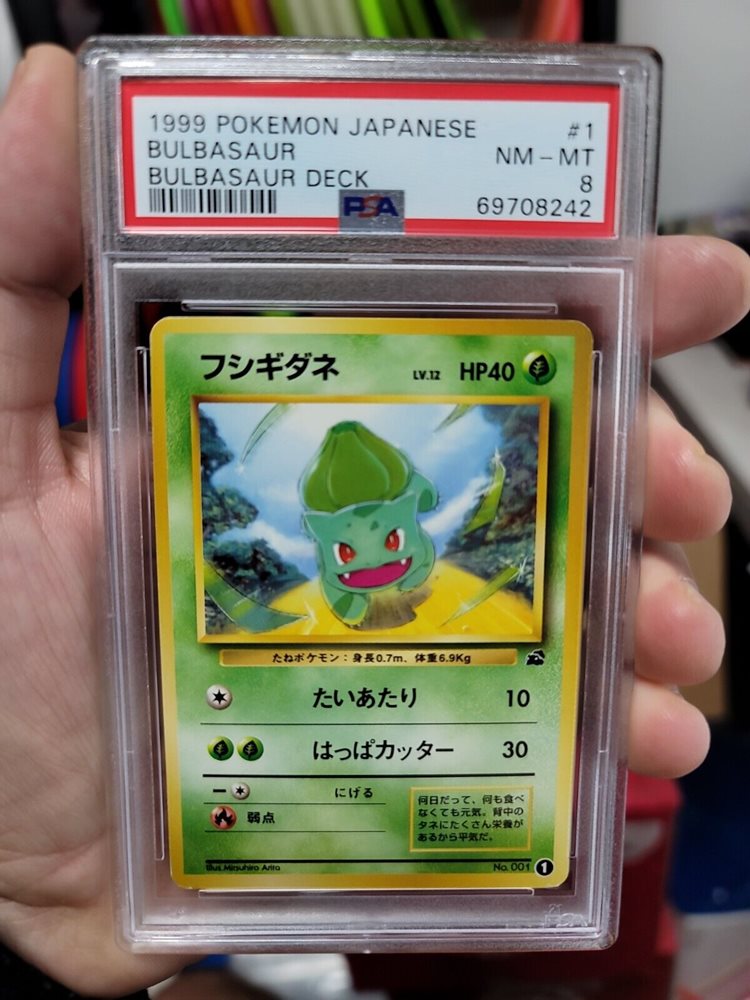 1999 POKEMON JAPANESE #1
BULBASAUR NM-MT
BULBASAUR DECK 8
PSA 69708242
フシギダネ LV.12 HP40
たねポケモン：身長0.7m、体重6.9Kg
たいあたり 10
はっぱカッター 30
にげる
弱点
何日だって、何も食べ
なくても元気。背中の
タネにたくさん栄養が
あるから平気だ。
Illus. Mitsuhiro Arita No. 001 1